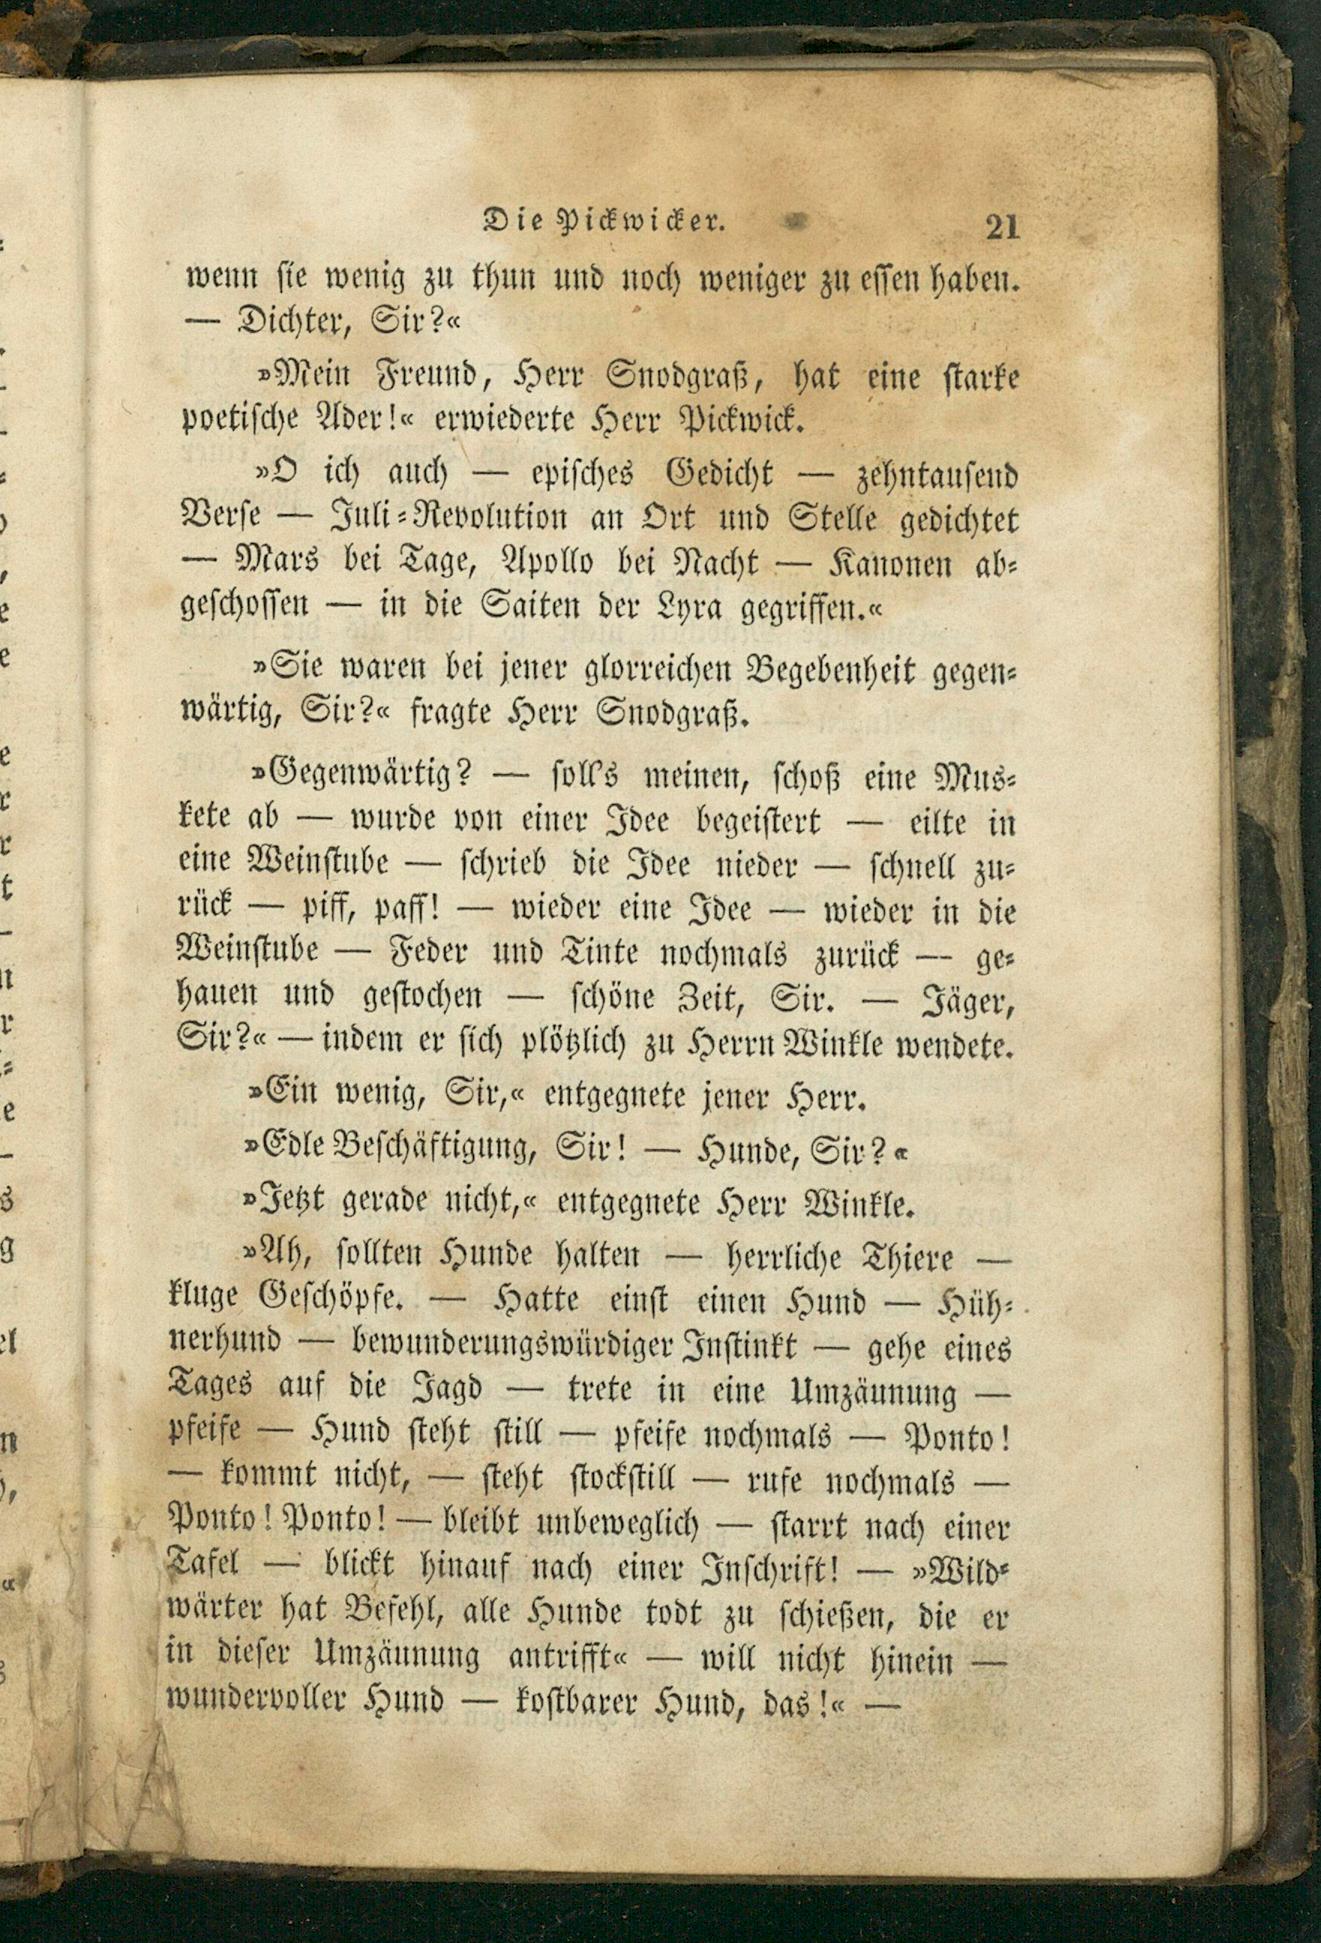 Die Pickwicker. 21
wenn sie wenig zu thun und noch weniger zu essen haben.
— Dichter, Sir?«
»Mein Freund, Herr Snodgraß, hat eine starke
poetische Ader!« erwiederte Herr Pickwick.
»O ich auch — episches Gedicht — zehntausend
Verse — Juli-Revolution an Ort und Stelle gedichtet
— Mars bei Tage, Apollo bei Nacht — Kanonen ab-
geschossen — in die Saiten der Lyra gegriffen.«
»Sie waren bei jener glorreichen Begebenheit gegen-
wärtig, Sir?« fragte Herr Snodgraß.
»Gegenwärtig? — soll's meinen, schoß eine Mus-
kete ab — wurde von einer Idee begeistert — eilte in
eine Weinstube — schrieb die Idee nieder — schnell zu-
rück — piff, paff! — wieder eine Idee — wieder in die
Weinstube — Feder und Tinte nochmals zurück — ge-
hauen und gestochen — schöne Zeit, Sir. — Jäger,
Sir?« — indem er sich plötzlich zu Herrn Winkle wendete.
»Ein wenig, Sir,« entgegnete jener Herr.
»Edle Beschäftigung, Sir! — Hunde, Sir?«
»Jetzt gerade nicht,« entgegnete Herr Winkle.
»Ah, sollten Hunde halten — herrliche Thiere —
kluge Geschöpfe. — Hatte einst einen Hund — Hüh-
nerhund — bewunderungswürdiger Instinkt — gehe eines
Tages auf die Jagd — trete in eine Umzäunung —
pfeife — Hund steht still — pfeife nochmals — Ponto!
— kommt nicht, — steht stockstill — rufe nochmals —
Ponto! Ponto! — bleibt unbeweglich — starrt nach einer
Tafel — blickt hinauf nach einer Inschrift! — »Wild-
wärter hat Befehl, alle Hunde todt zu schießen, die er
in dieser Umzäunung antrifft« — will nicht hinein —
wundervoller Hund — kostbarer Hund, das!« —